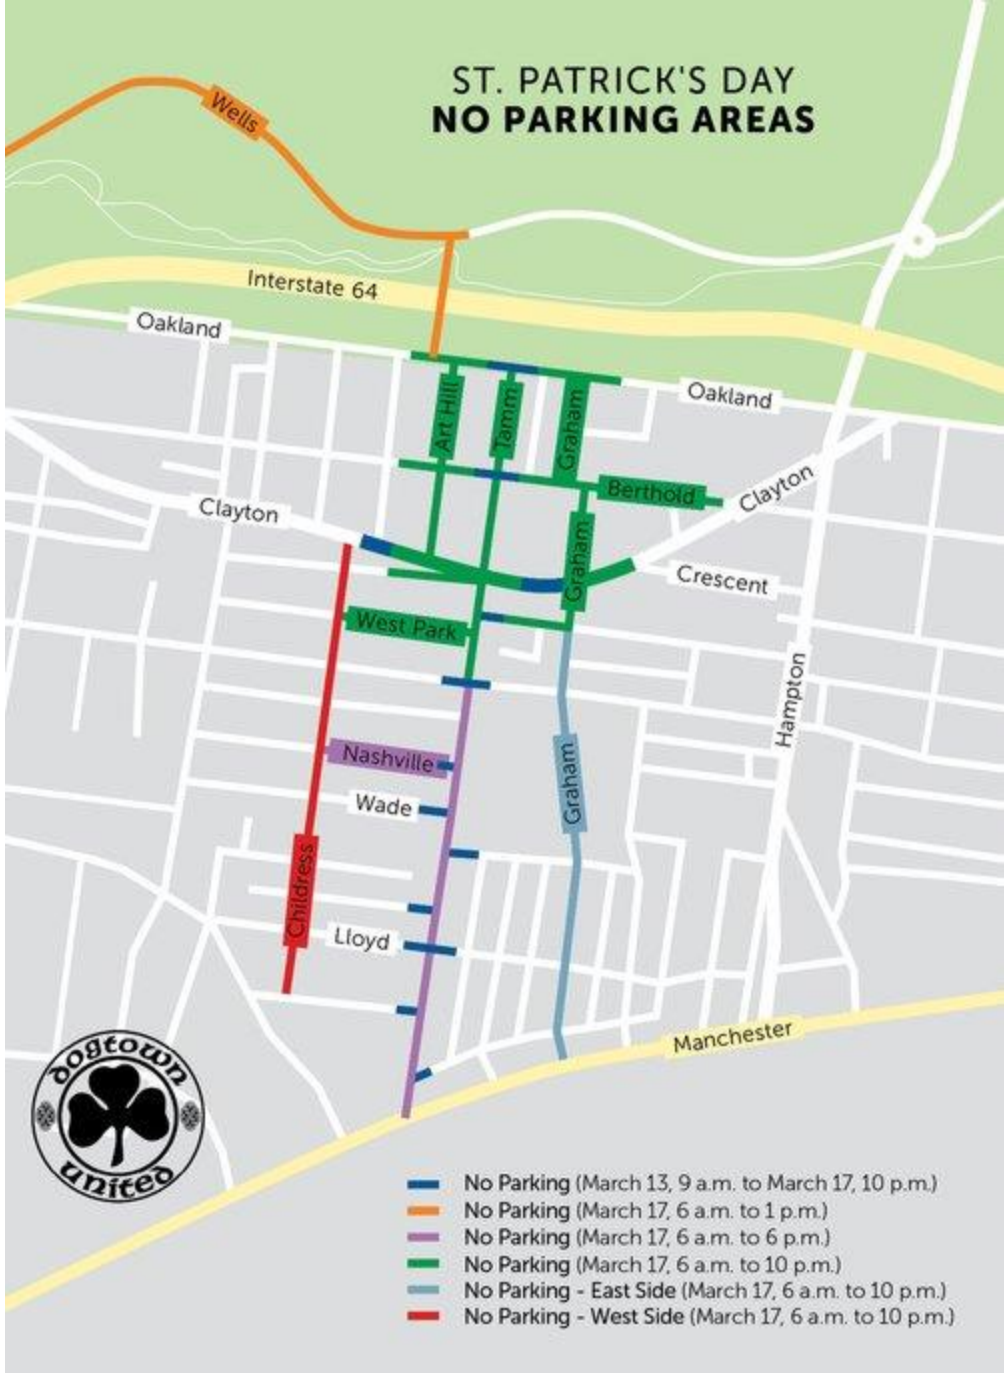 ST. PATRICK'S DAY
NO PARKING AREAS
Wells
Interstate 64
Oakland
Oakland
Art Hill
Tamm
Graham
Berthold
Clayton
Clayton
Graham
Crescent
West Park
Hampton
Nashville
Graham
Wade
Childress
Lloyd
Manchester
dogtown
united
No Parking (March 13, 9 a.m. to March 17, 10 p.m.)
No Parking (March 17, 6 a.m. to 1 p.m.)
No Parking (March 17, 6 a.m. to 6 p.m.)
No Parking (March 17, 6 a.m. to 10 p.m.)
No Parking - East Side (March 17, 6 a.m. to 10 p.m.)
No Parking - West Side (March 17, 6 a.m. to 10 p.m.)